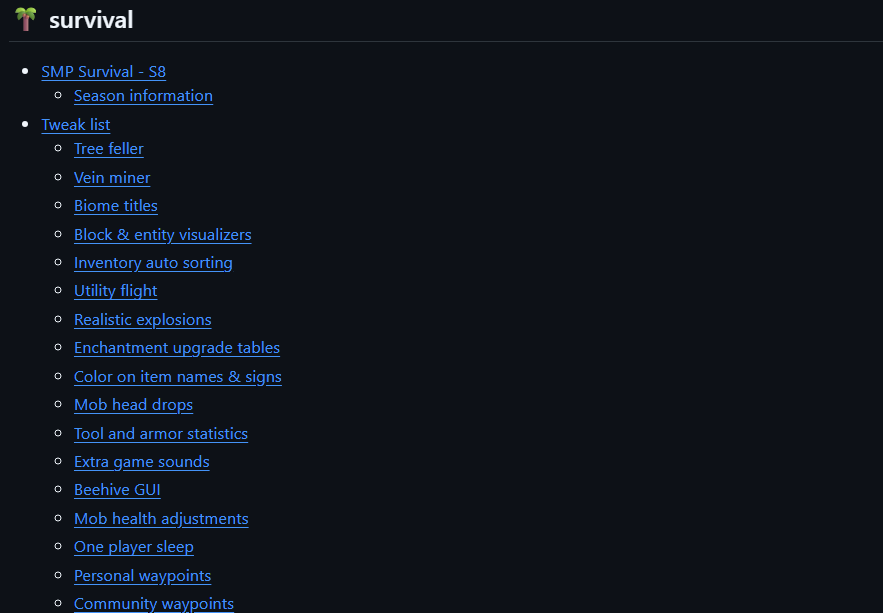 survival
SMP Survival - S8
Season information
Tweak list
Tree feller
Vein miner
Biome titles
Block & entity visualizers
Inventory auto sorting
Utility flight
Realistic explosions
Enchantment upgrade tables
Color on item names & signs
Mob head drops
Tool and armor statistics
Extra game sounds
Beehive GUI
Mob health adjustments
One player sleep
Personal waypoints
Community waypoints